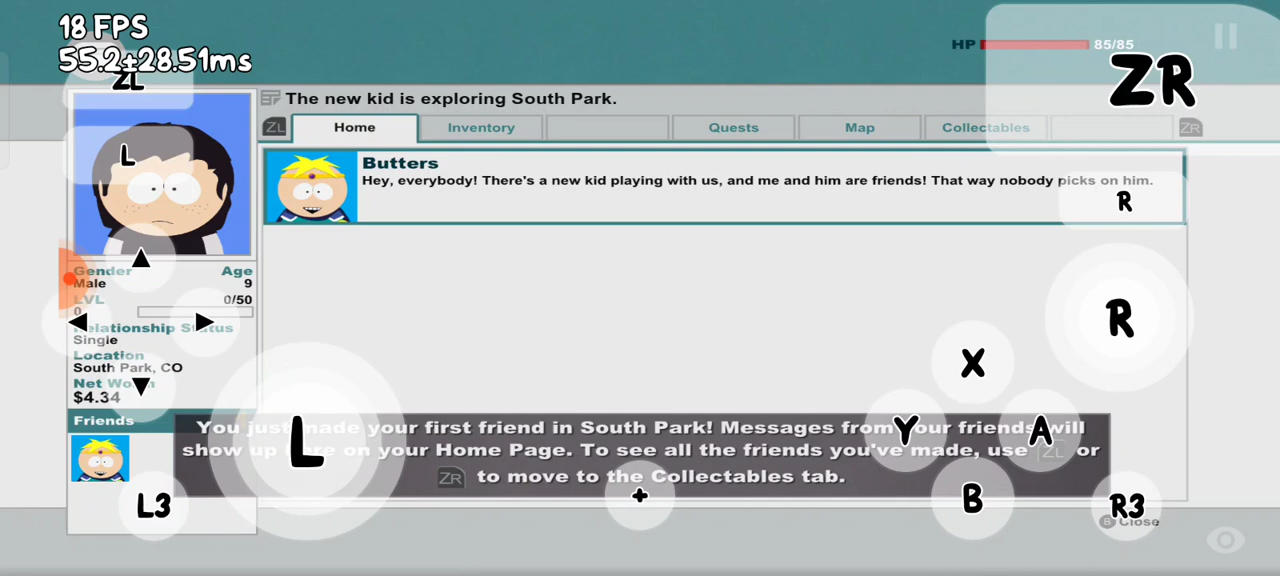 18 FPS
55.2±28.51ms
HP 85/85
ZL
ZR
The new kid is exploring South Park.
ZL Home Inventory Quests Map Collectables ZR
L
Butters
Hey, everybody! There's a new kid playing with us, and me and him are friends! That way nobody picks on him.
R
Gender Age
Male 9
LVL 0/50
0
Relationship Status
Single
Location
South Park, CO
Net Worth
$4.34
Friends
R
X
Y
A
L
You just made your first friend in South Park! Messages from your friends will
show up here on your Home Page. To see all the friends you've made, use ZL or
ZR to move to the Collectables tab.
L3
+
B
R3
B Close